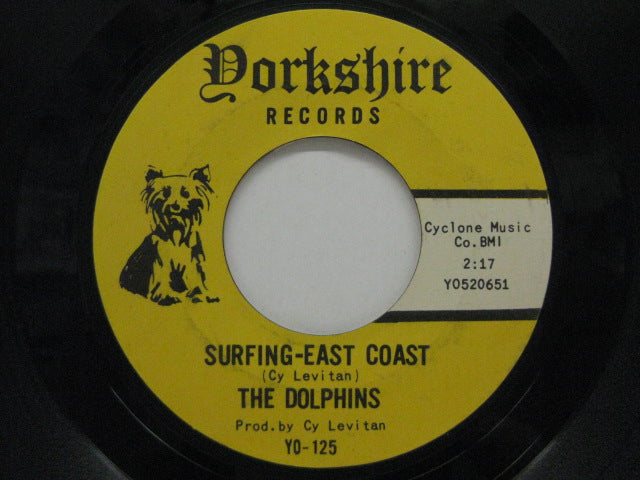 Yorkshire
RECORDS
Cyclone Music
Co.BMI
2:17
YO520651
SURFING-EAST COAST
(Cy Levitan)
THE DOLPHINS
Prod.by Cy Levitan
YO-125